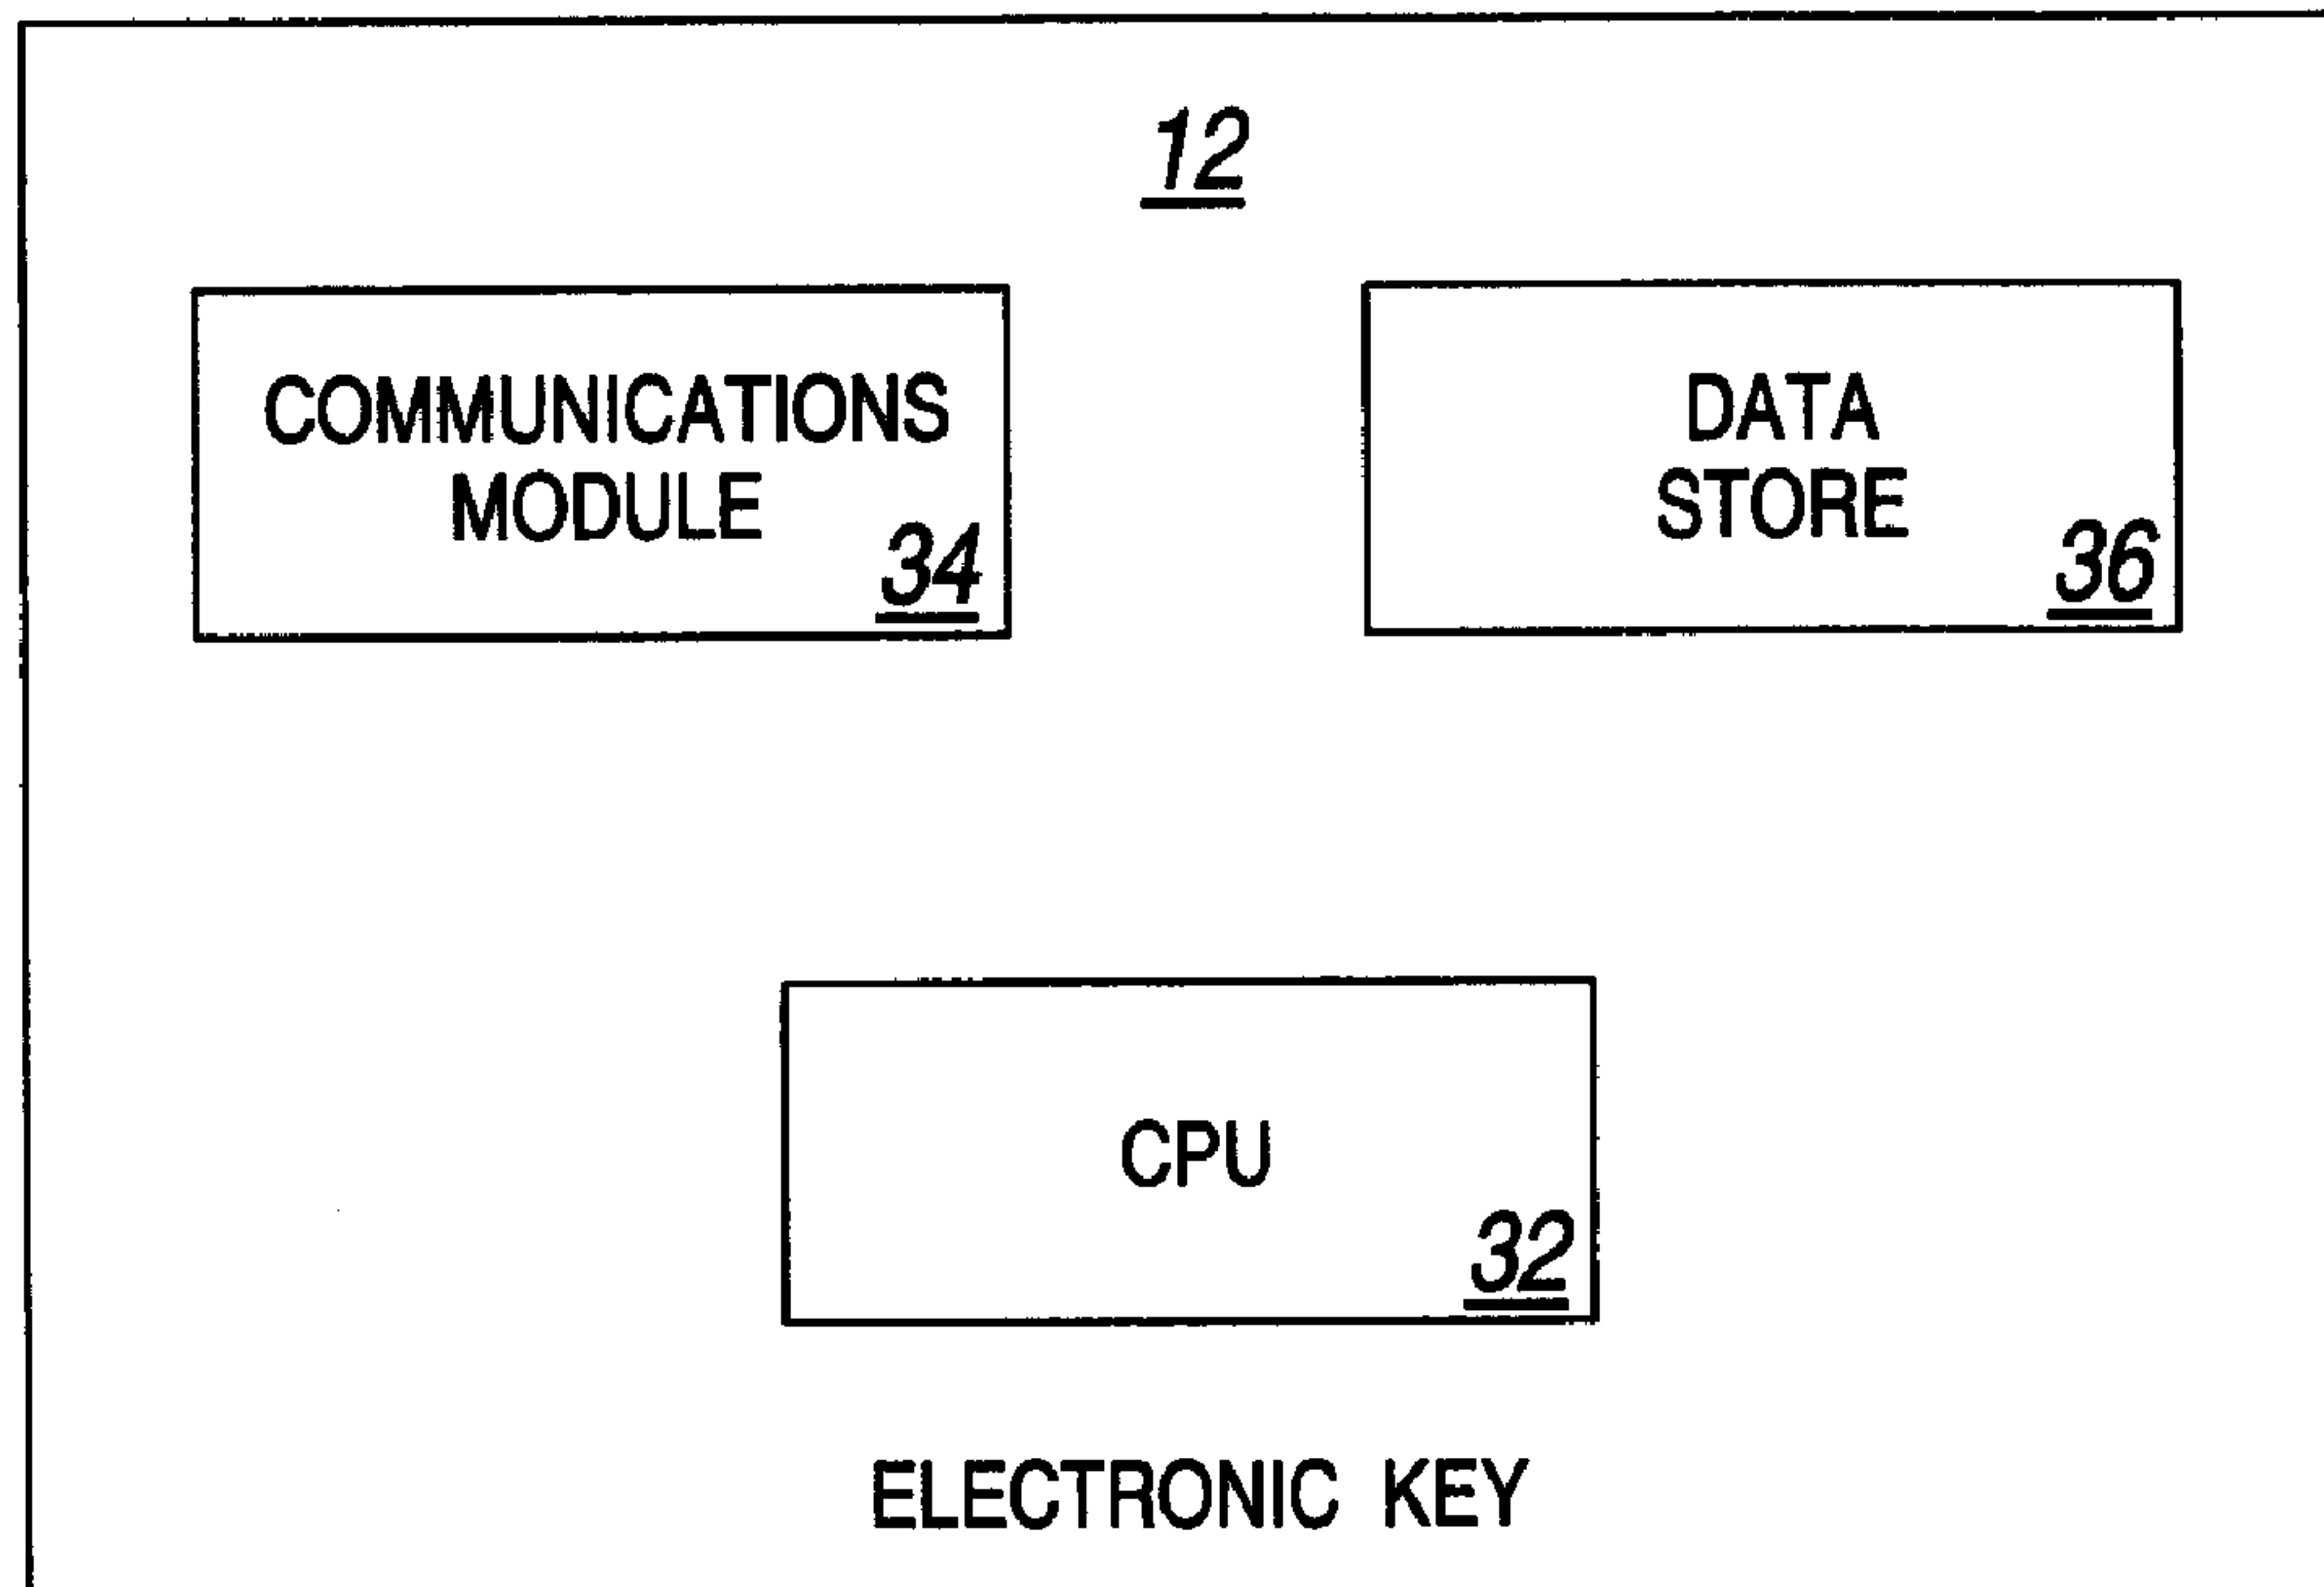 12
COMMUNICATIONS
MODULE
34
DATA
STORE
36
CPU
32
ELECTRONIC KEY